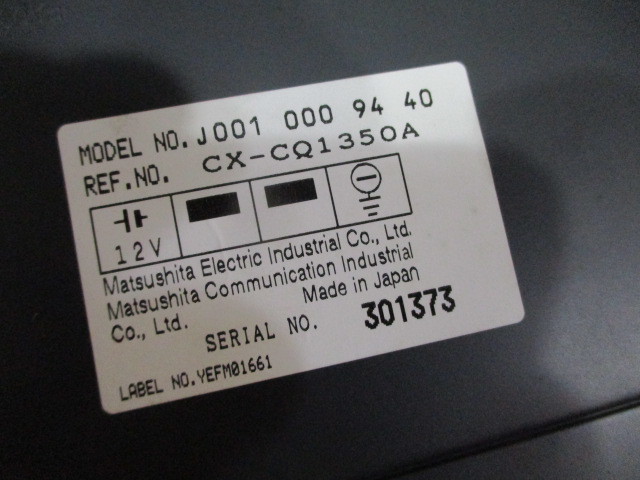 MODEL NO. J001 000 94 40
REF.NO. CX-CQ1350A
12V
Matsushita Electric Industrial Co., Ltd.
Matsushita Communication Industrial
Co., Ltd.
Made in Japan
SERIAL NO. 301373
LABEL NO.YEFM01661